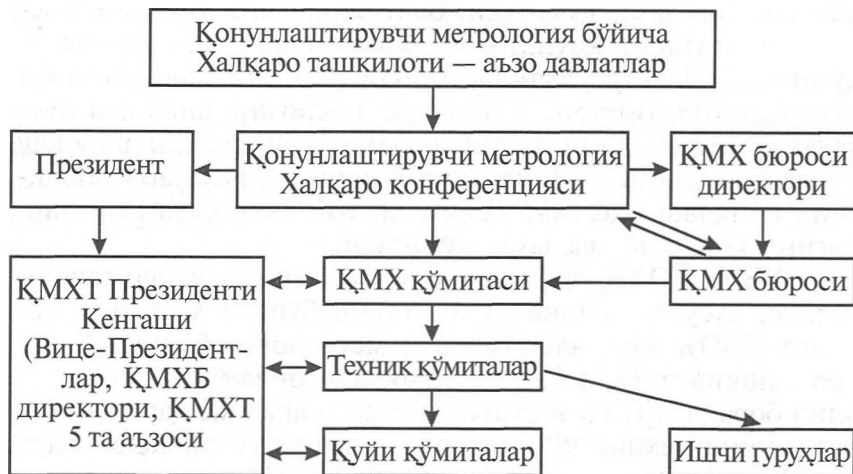 Қонунлаштирувчи метрология бўйича
Халқаро ташкилоти — аъзо давлатлар
Президент
Қонунлаштирувчи метрология
Халқаро конференцияси
ҚМХ бюроси
директори
ҚМХТ Президенти
Кенгаши
(Вице-Президент-
лар, ҚМХБ
директори, ҚМХТ
5 та аъзоси
ҚМХ қўмитаси
ҚМХ бюроси
Техник қўмиталар
Қуйи қўмиталар
Ишчи гуруҳлар